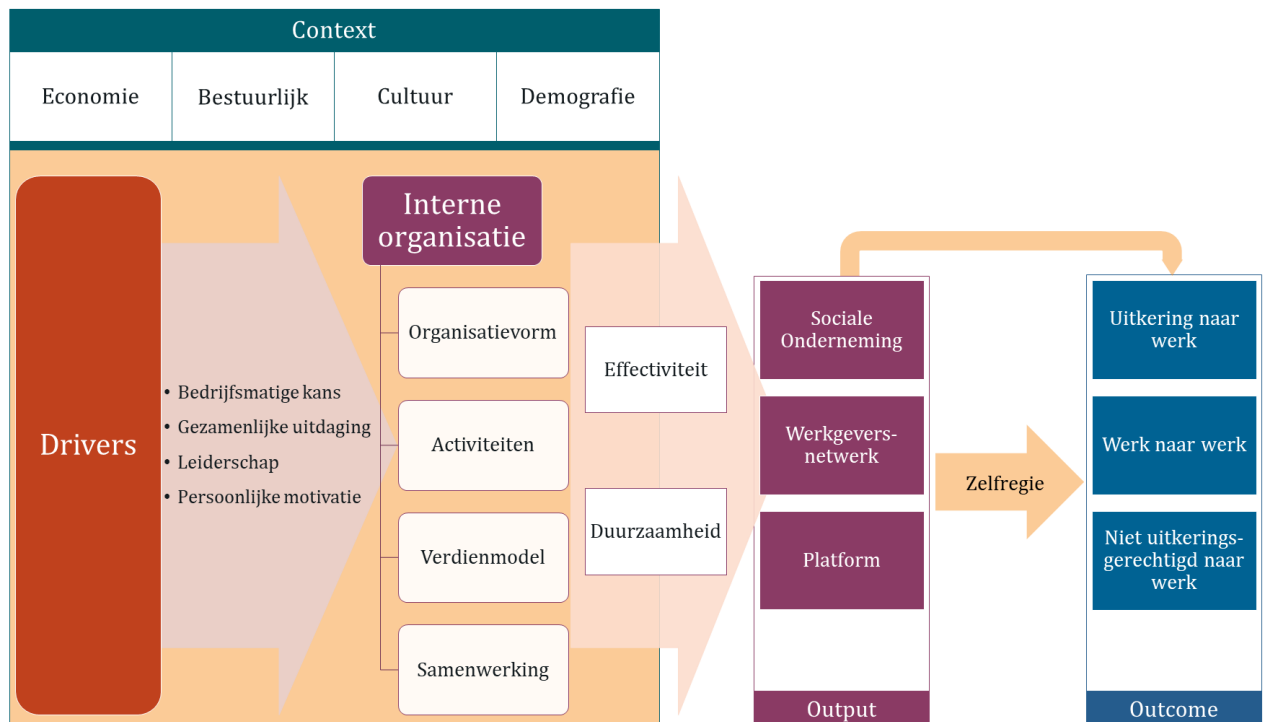 Context
Economie
Bestuurlijk
Cultuur
Demografie
Drivers
• Bedrijfsmatige kans
• Gezamenlijke uitdaging
• Leiderschap
• Persoonlijke motivatie
Interne
organisatie
Organisatievorm
Activiteiten
Verdienmodel
Samenwerking
Effectiviteit
Duurzaamheid
Sociale
Onderneming
Werkgevers-
netwerk
Platform
Output
Zelfregie
Uitkering naar
werk
Werk naar werk
Niet uitkerings-
gerechtigd naar
werk
Outcome